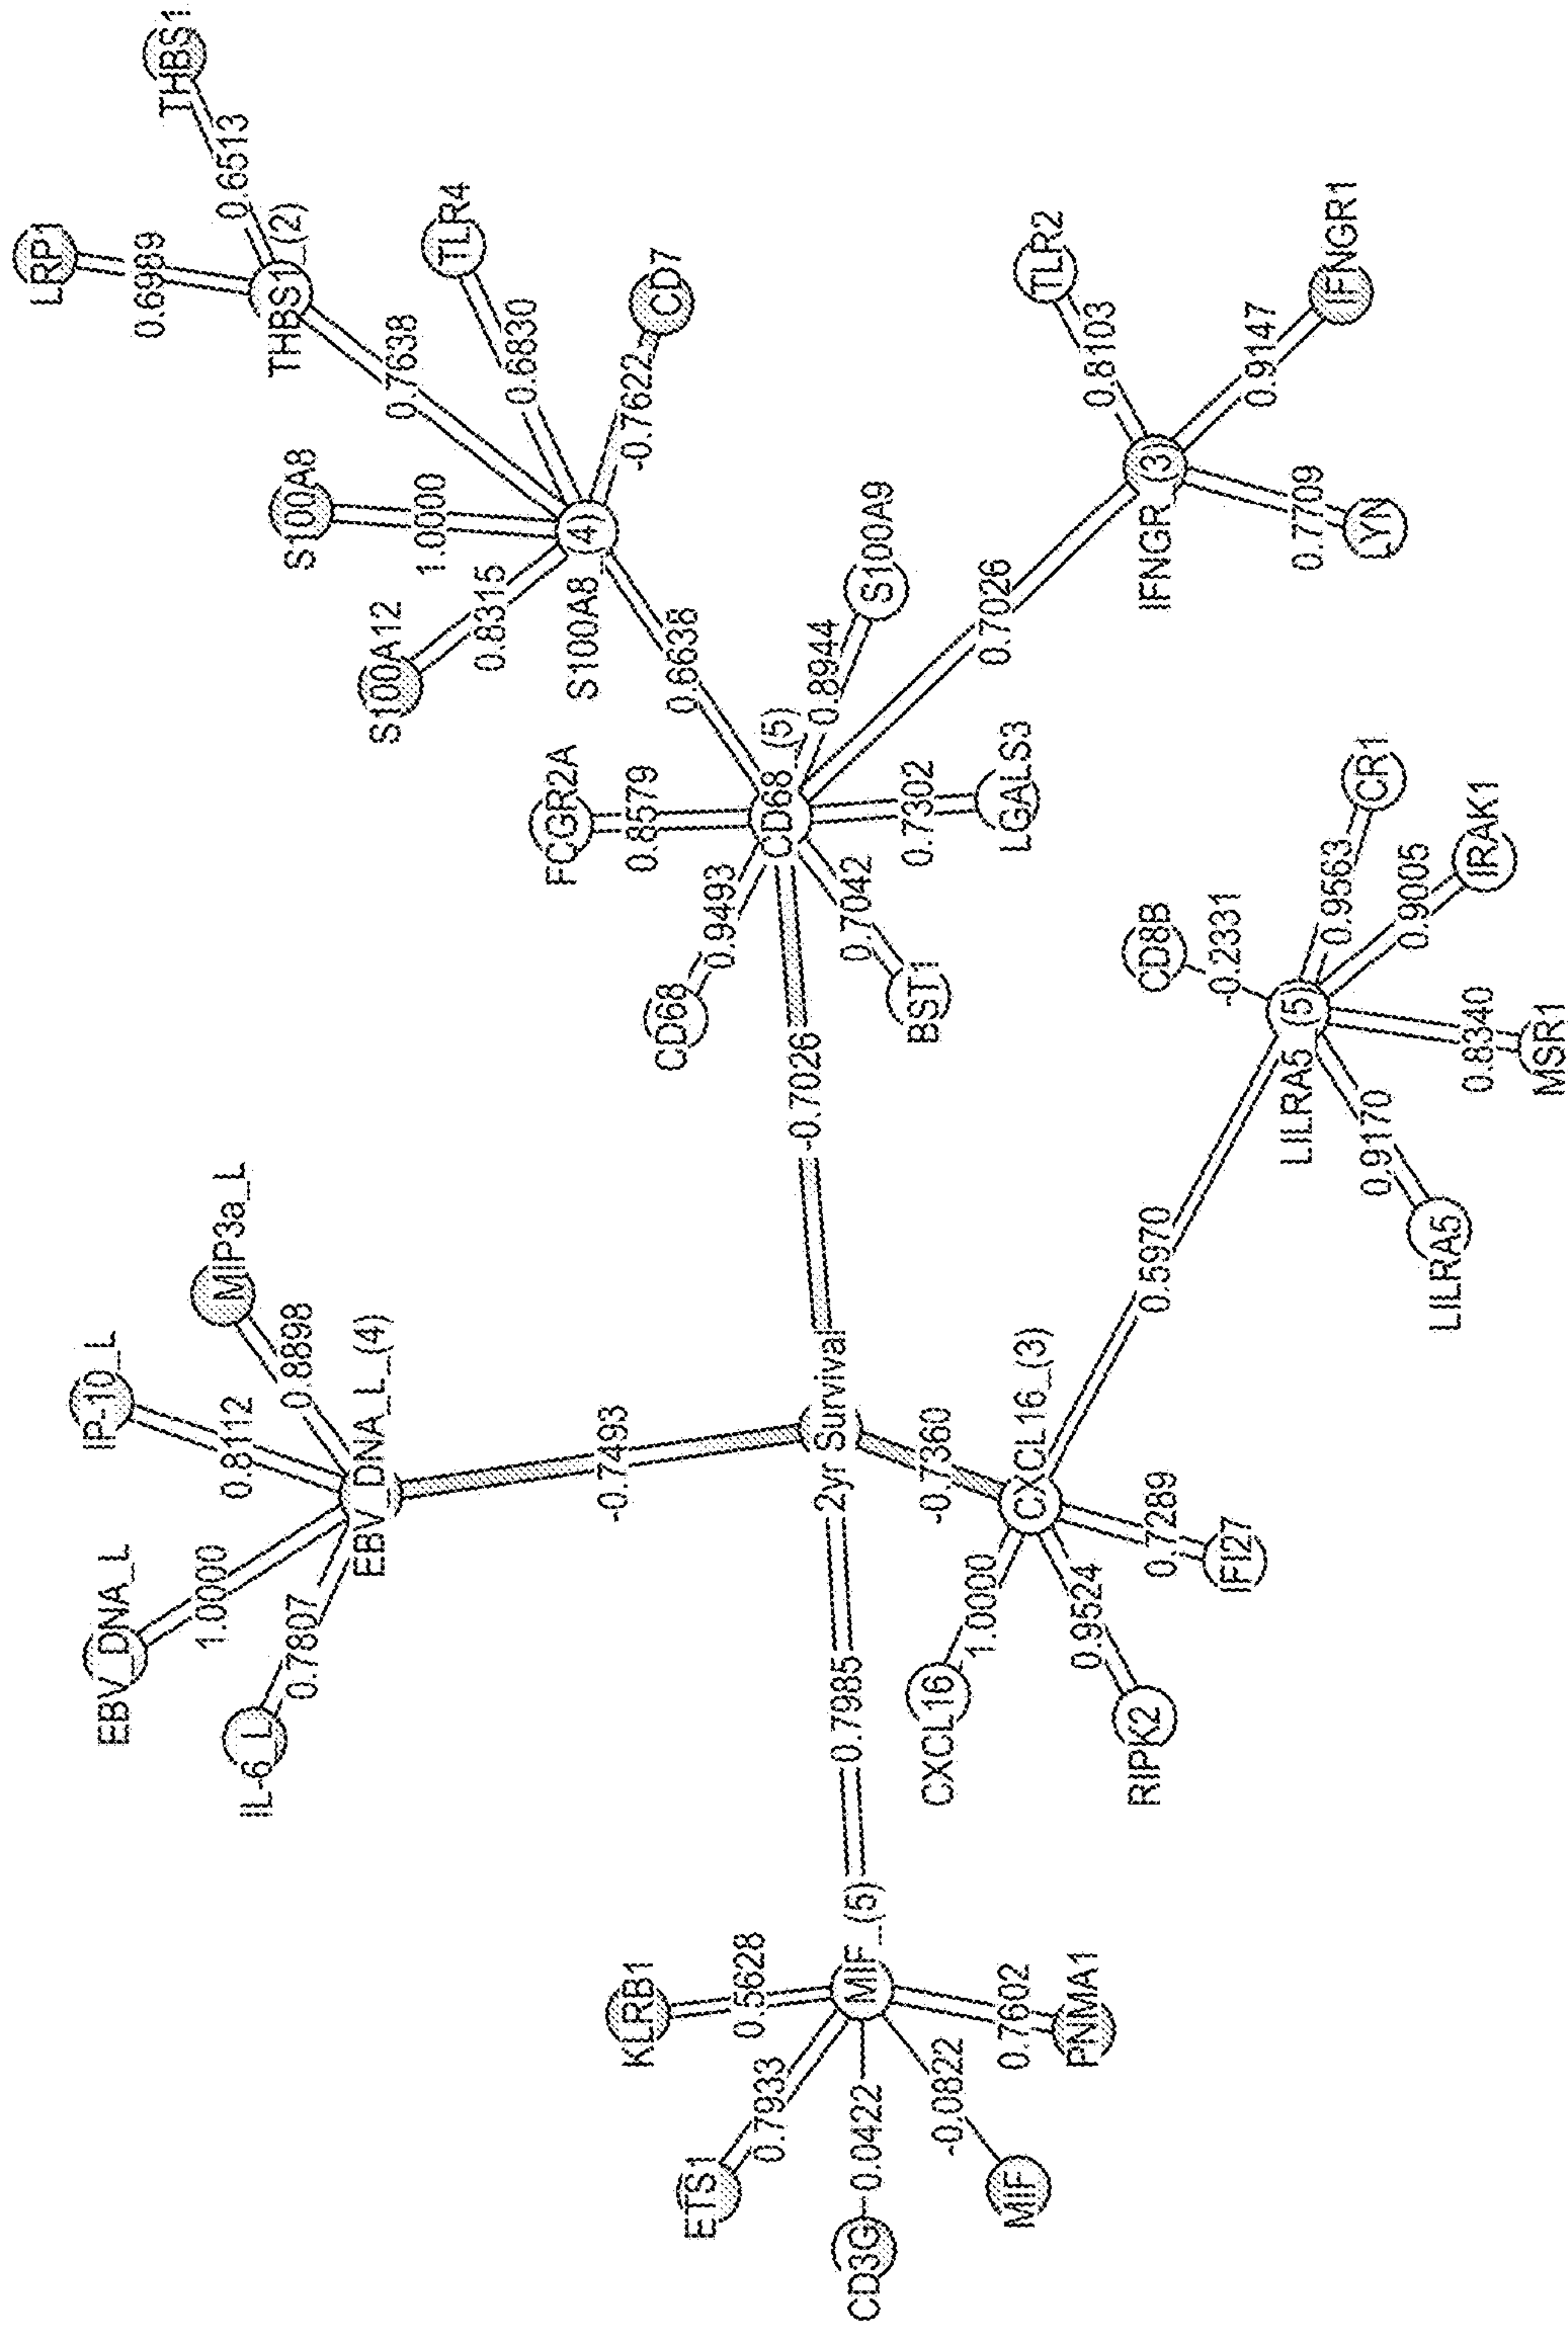 EBV_DNA_L
IP-10_L
MIP3a_L
IL-6_L
1.0000
0.8112
0.8898
0.7807
EBV_DNA_L_(4)
-0.7493
2yr Survival
KLRB1
0.5628
ETS1
0.7933
MIF_(5)
0.7985
CD3G
0.0422
-0.0822
MIF
0.7602
PNMA1
-0.7360
CXCL16_(3)
CXCL16
1.0000
RIPK2
0.9524
0.7289
IFI27
0.5970
LILRA5_(5)
CD8B
-0.2331
0.9563
CR1
0.9005
IRAK1
0.8340
MSR1
0.9170
LILRA5
-0.7026
CD68_(5)
FCGR2A
0.8579
CD68
0.9493
BST1
0.7042
0.7302
LGALS3
0.8944
S100A9
0.6636
S100A8_(4)
S100A12
0.8315
S100A8
1.0000
0.7638
THBS1_(2)
LRP1
0.6989
THBS1
0.6513
TLR4
0.6830
-0.7622
CD7
0.7026
IFNGR_(3)
TLR2
0.8103
IFNGR1
0.9147
0.7709
LYN